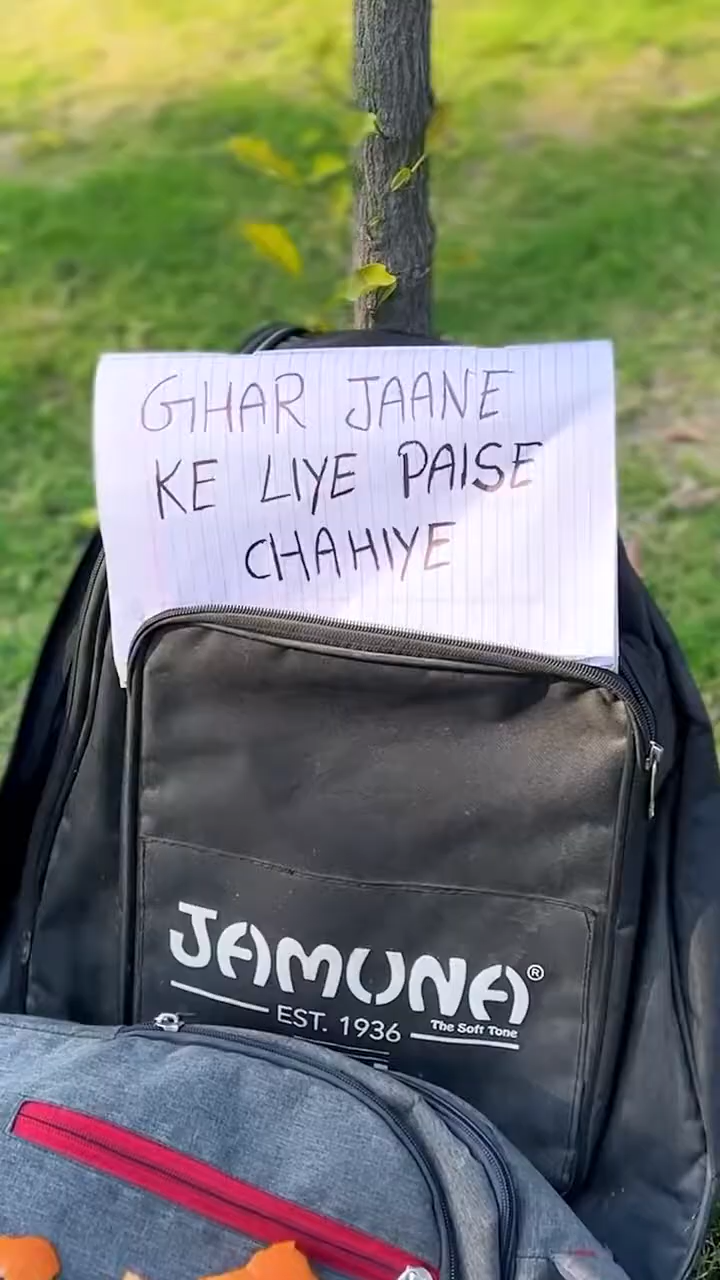 GHAR JAANE
KE LIYE PAISE
CHAHIYE
JAMUNA®
EST. 1936
The Soft Tone